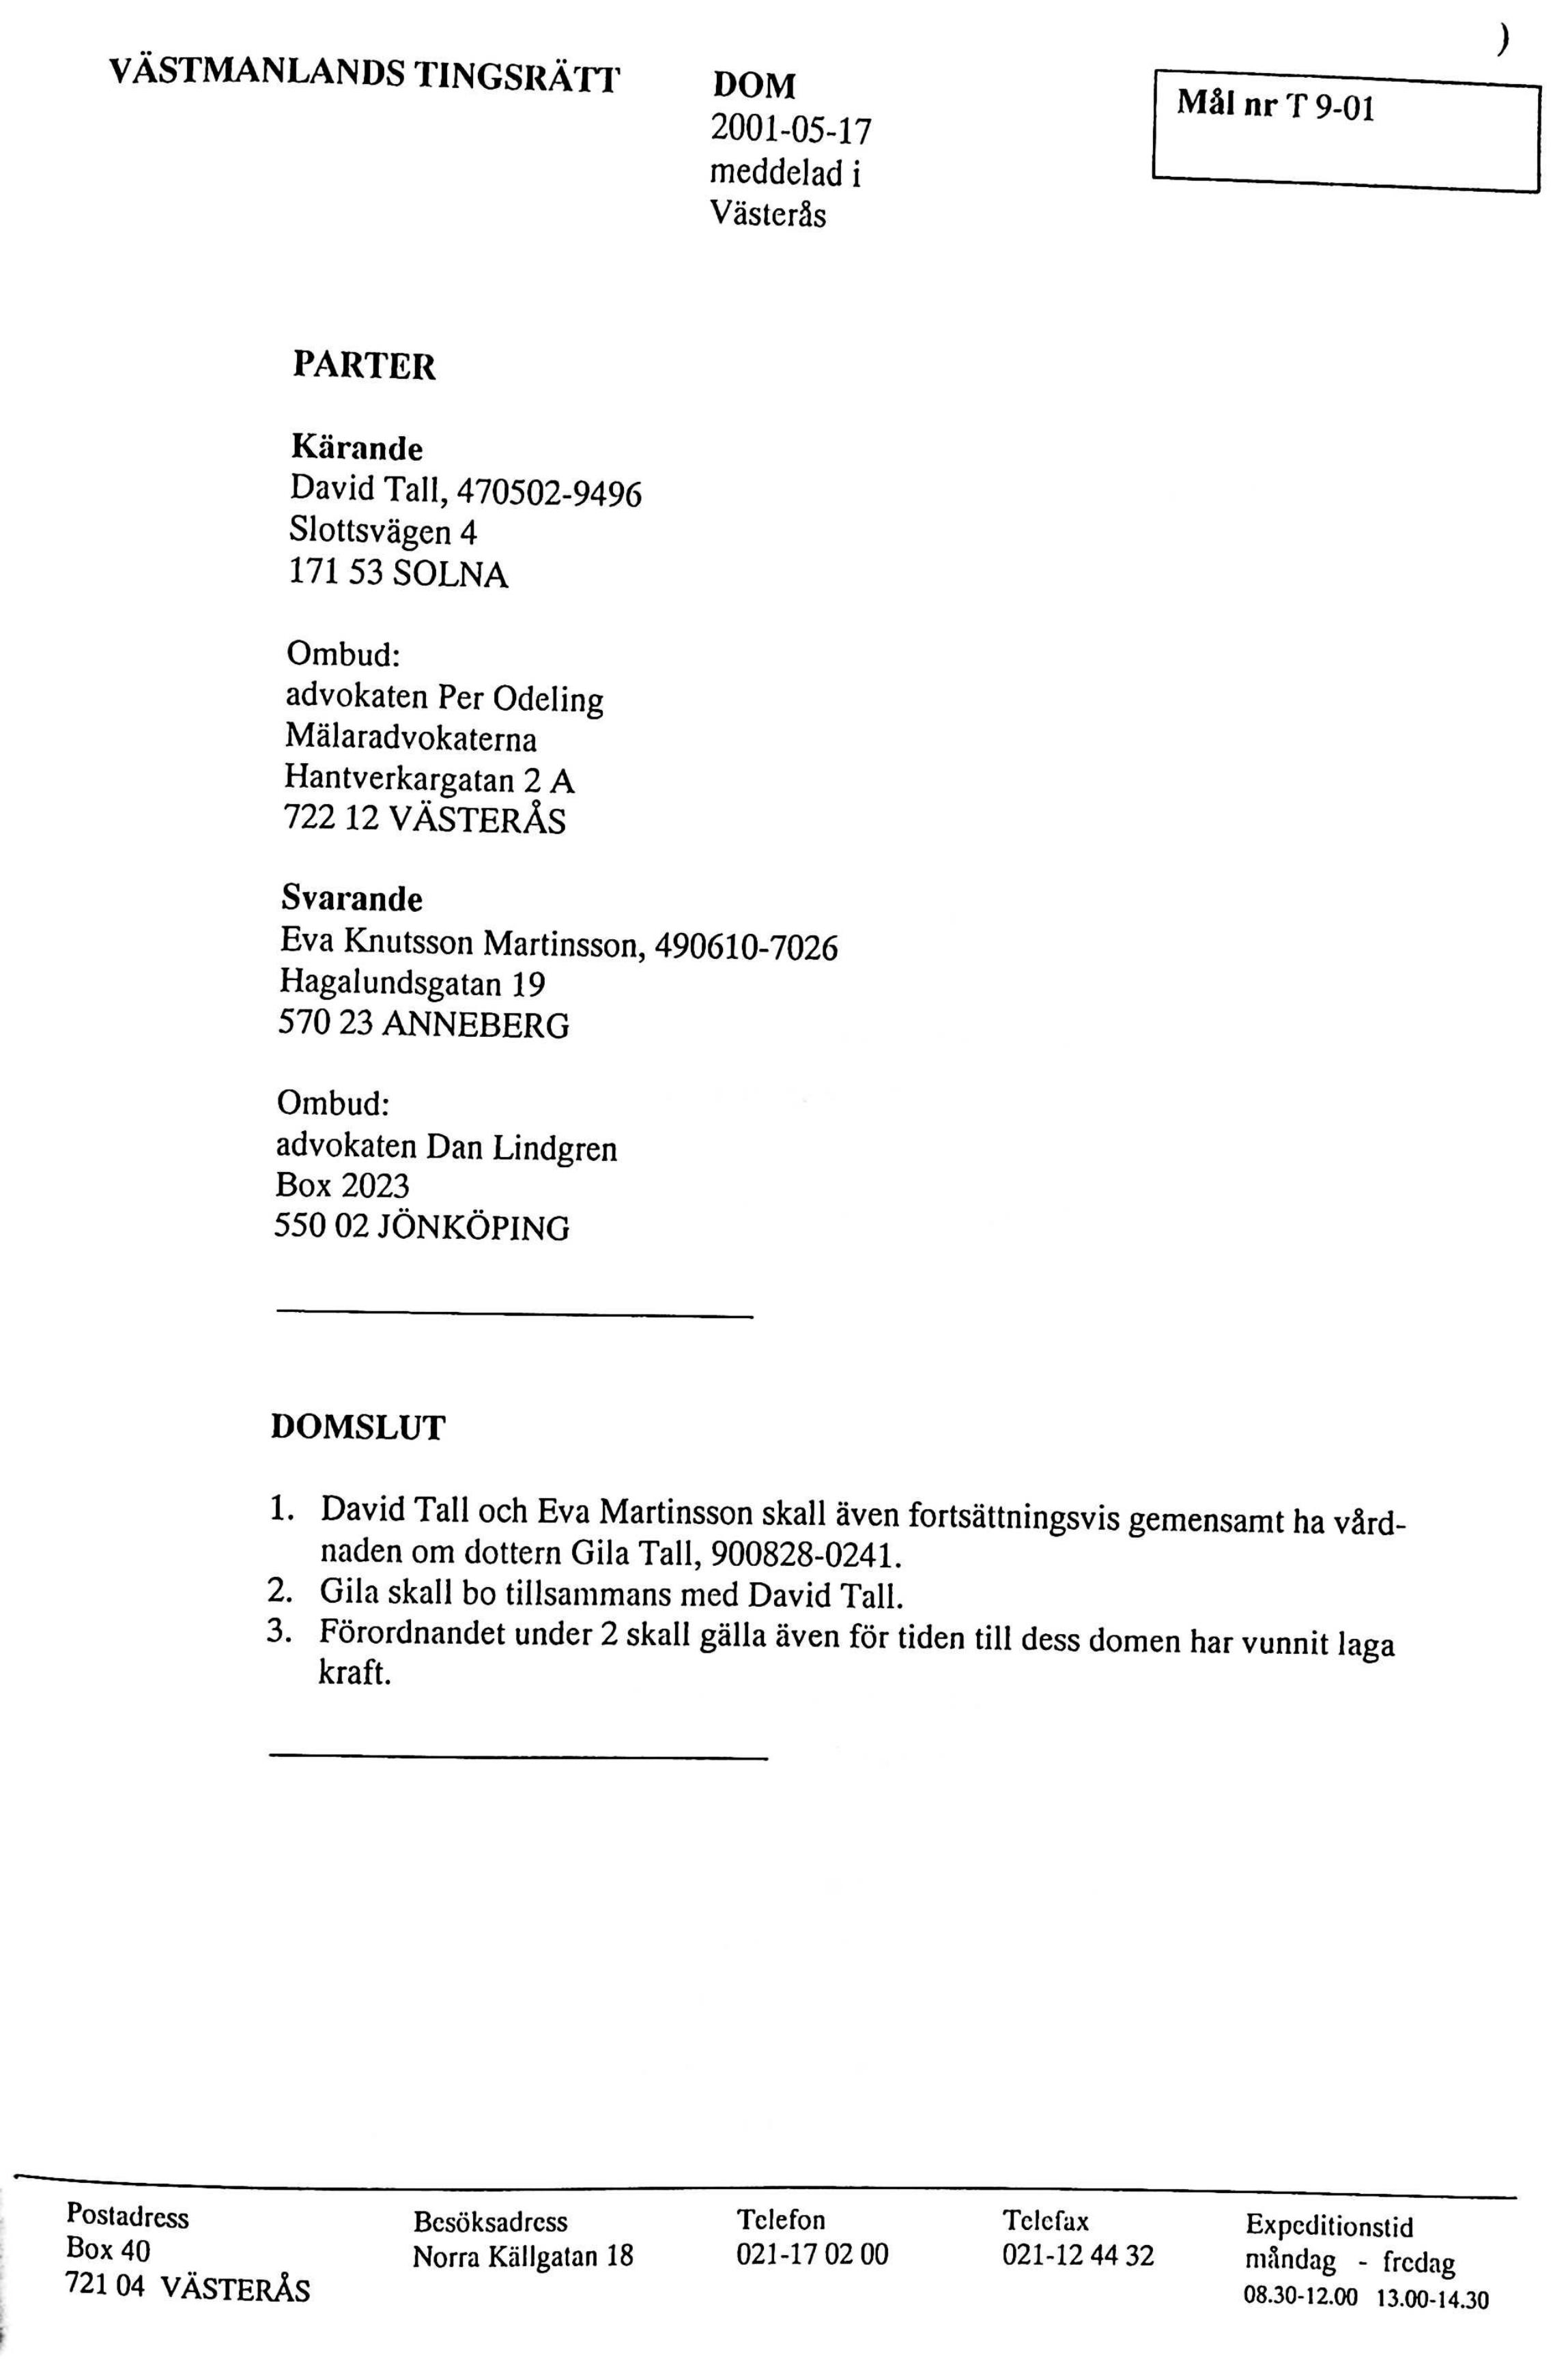 )
VÄSTMANLANDS TINGSRÄTT
DOM
2001-05-17
meddelad i
Västerås
Mål nr T 9-01
PARTER
Kärande
David Tall, 470502-9496
Slottsvägen 4
171 53 SOLNA
Ombud:
advokaten Per Odeling
Mälaradvokaterna
Hantverkargatan 2 A
722 12 VÄSTERÅS
Svarande
Eva Knutsson Martinsson, 490610-7026
Hagalundsgatan 19
570 23 ANNEBERG
Ombud:
advokaten Dan Lindgren
Box 2023
550 02 JÖNKÖPING
DOMSLUT
1. David Tall och Eva Martinsson skall även fortsättningsvis gemensamt ha vård-
naden om dottern Gila Tall, 900828-0241.
2. Gila skall bo tillsammans med David Tall.
3. Förordnandet under 2 skall gälla även för tiden till dess domen har vunnit laga
kraft.
Postadress
Box 40
721 04 VÄSTERÅS
Besöksadress
Norra Källgatan 18
Telefon
021-17 02 00
Telefax
021-12 44 32
Expeditionstid
måndag - fredag
08.30-12.00 13.00-14.30